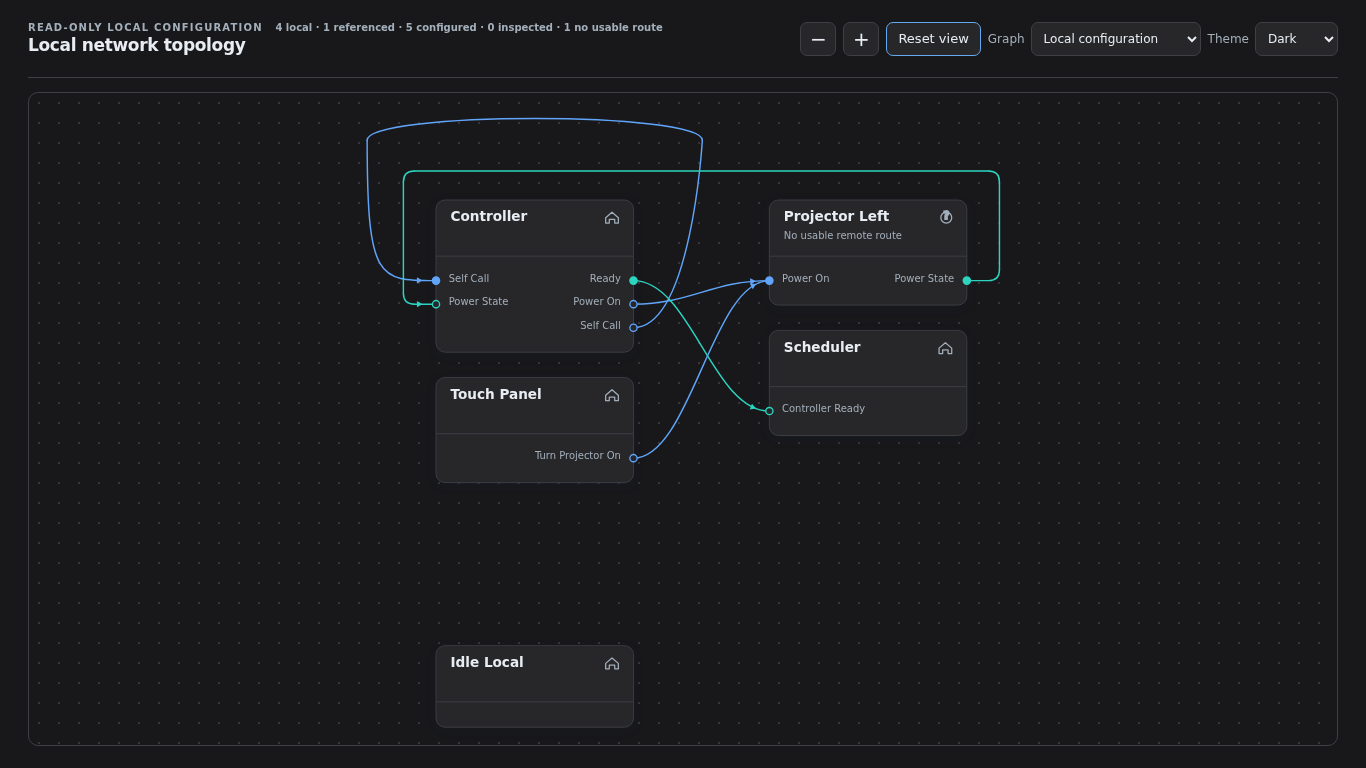 READ-ONLY LOCAL CONFIGURATION 4 local · 1 referenced · 5 configured · 0 inspected · 1 no usable route
Local network topology
− + Reset view Graph Local configuration Theme Dark
Controller
Self Call Ready
Power State Power On
Self Call
Projector Left
No usable remote route
Power On Power State
Scheduler
Controller Ready
Touch Panel
Turn Projector On
Idle Local